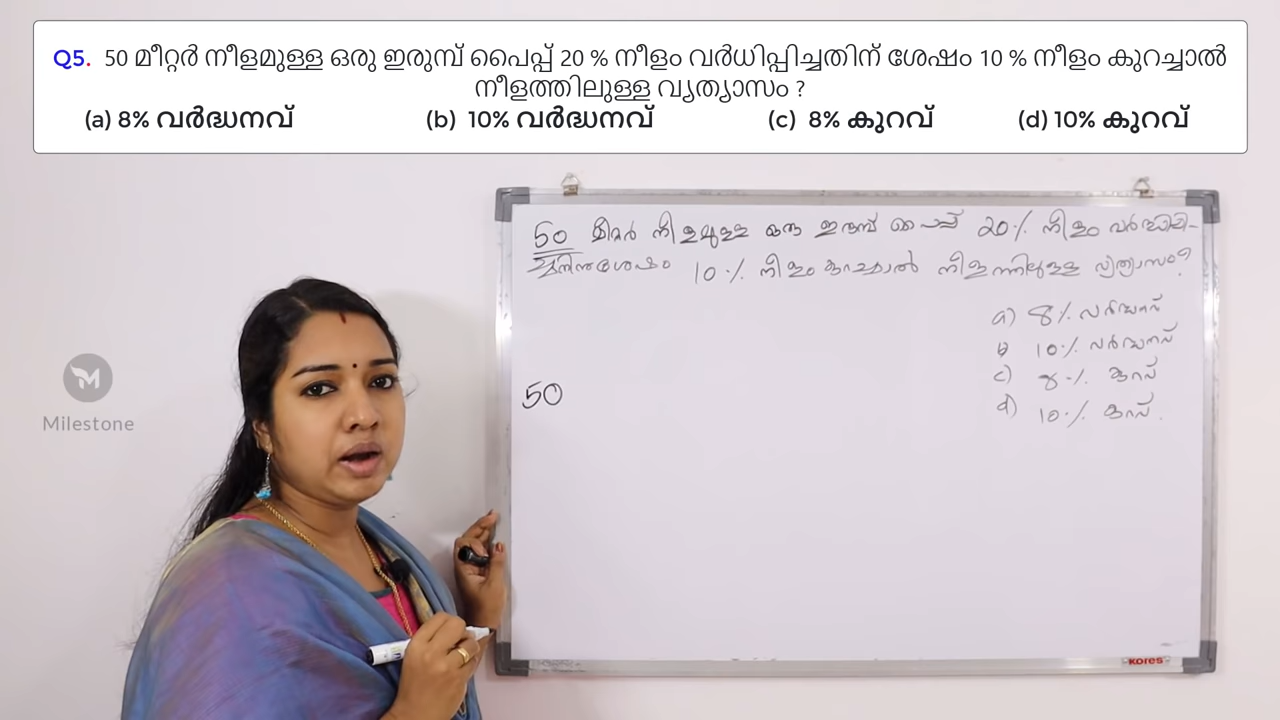 Q5. 50 മീറ്റർ നീളമുള്ള ഒരു ഇരുമ്പ് പൈപ്പ് 20 % നീളം വർധിപ്പിച്ചതിന് ശേഷം 10 % നീളം കുറച്ചാൽ
നീളത്തിലുള്ള വ്യത്യാസം ?
(a) 8% വർദ്ധനവ് (b) 10% വർദ്ധനവ് (c) 8% കുറവ് (d) 10% കുറവ്
50 മീറ്റർ നീളമുള്ള ഒരു ഇരുമ്പ് പൈപ്പ് 20% നീളം
10% നീളം കുറച്ചാൽ നീളത്തിലുള്ള വ്യത്യാസം?
a) 8% വർദ്ധനവ്
b) 10% വർദ്ധനവ്
c) 8% കുറവ്
d) 10% കുറവ്.
50
Milestone
KORES